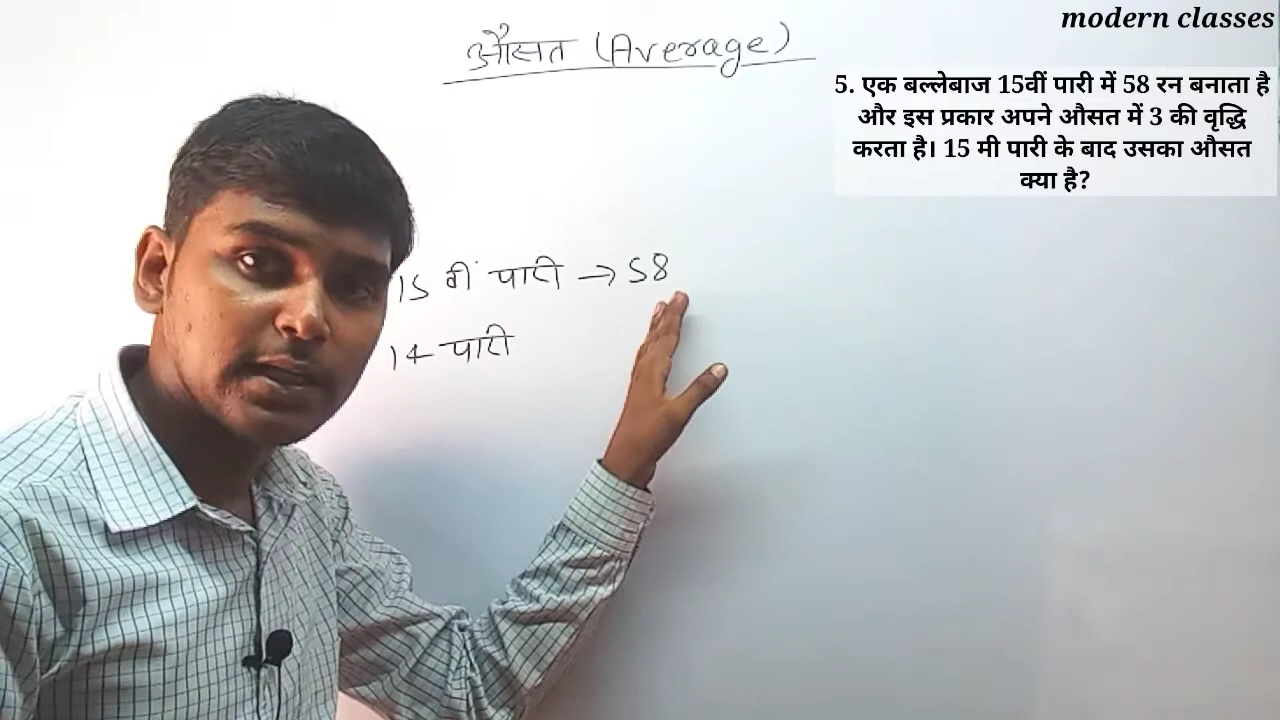 modern classes
औसत (Average)
5. एक बल्लेबाज 15वीं पारी में 58 रन बनाता है
और इस प्रकार अपने औसत में 3 की वृद्धि
करता है। 15 मी पारी के बाद उसका औसत
क्या है?
15 वीं पारी → 58
14 पारी